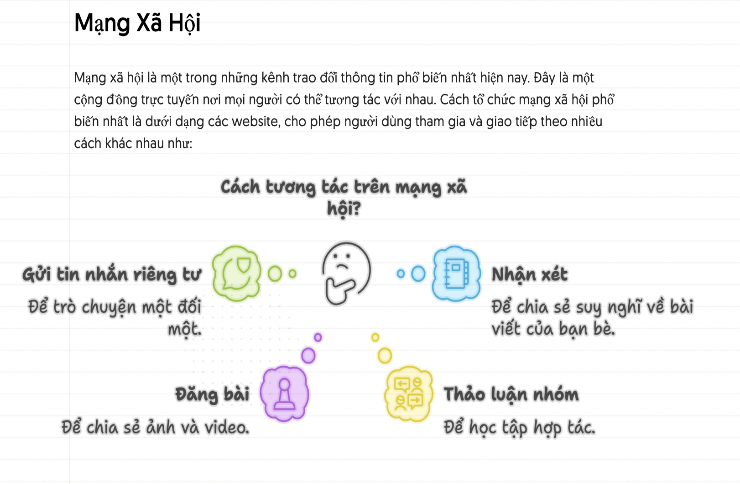 Mạng Xã Hội
Mạng xã hội là một trong những kênh trao đổi thông tin phổ biến nhất hiện nay. Đây là một
cộng đồng trực tuyến nơi mọi người có thể tương tác với nhau. Cách tổ chức mạng xã hội phổ
biến nhất là dưới dạng các website, cho phép người dùng tham gia và giao tiếp theo nhiều
cách khác nhau như:
Cách tương tác trên mạng xã
hội?
Gửi tin nhắn riêng tư
Để trò chuyện một đối
một.
Nhận xét
Để chia sẻ suy nghĩ về bài
viết của bạn bè.
Đăng bài
Để chia sẻ ảnh và video.
Thảo luận nhóm
Để học tập hợp tác.